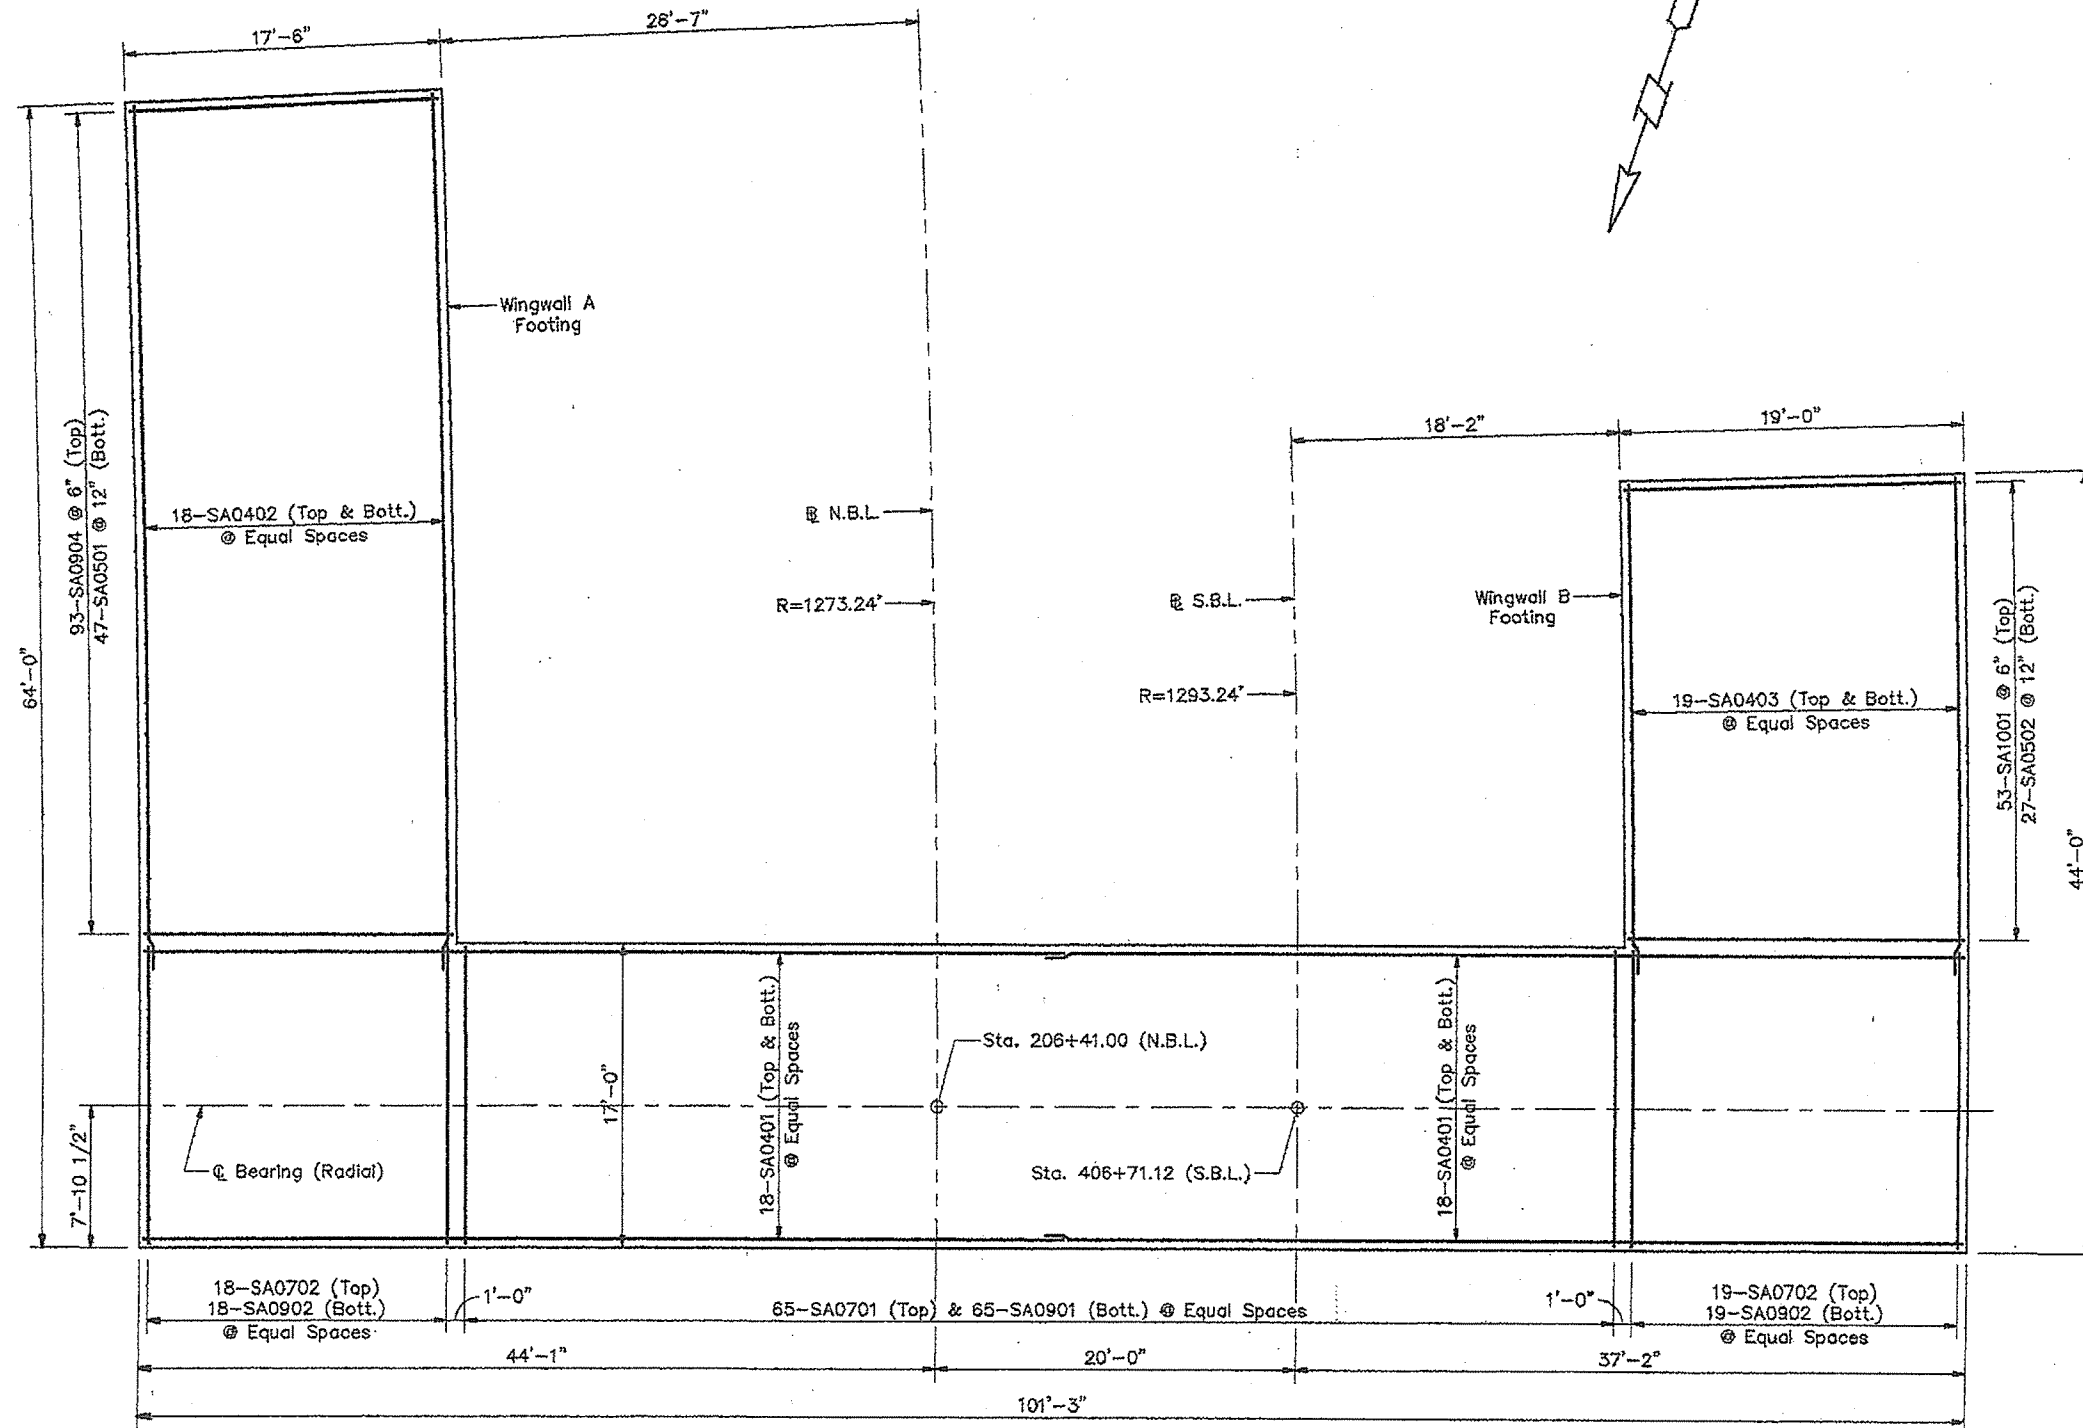 17'-6"
26'-7"
Wingwall A
Footing
93-SA0904 @ 6" (Top)
47-SA0501 @ 12" (Bott.)
18-SA0402 (Top & Bott.)
@ Equal Spaces
64'-0"
18'-2"
19'-0"
℄ N.B.L.
R=1273.24'
℄ S.B.L.
R=1293.24'
Wingwall B
Footing
19-SA0403 (Top & Bott.)
@ Equal Spaces
53-SA1001 @ 6" (Top)
27-SA0502 @ 12" (Bott.)
44'-0"
17'-0"
18-SA0401 (Top & Bott.)
@ Equal Spaces
Sta. 206+41.00 (N.B.L.)
Sta. 406+71.12 (S.B.L.)
18-SA0401 (Top & Bott.)
@ Equal Spaces
7'-10 1/2"
℄ Bearing (Radial)
18-SA0702 (Top)
18-SA0902 (Bott.)
@ Equal Spaces
1'-0"
65-SA0701 (Top) & 65-SA0901 (Bott.) @ Equal Spaces
1'-0"
19-SA0702 (Top)
19-SA0902 (Bott.)
@ Equal Spaces
44'-1"
20'-0"
37'-2"
101'-3"